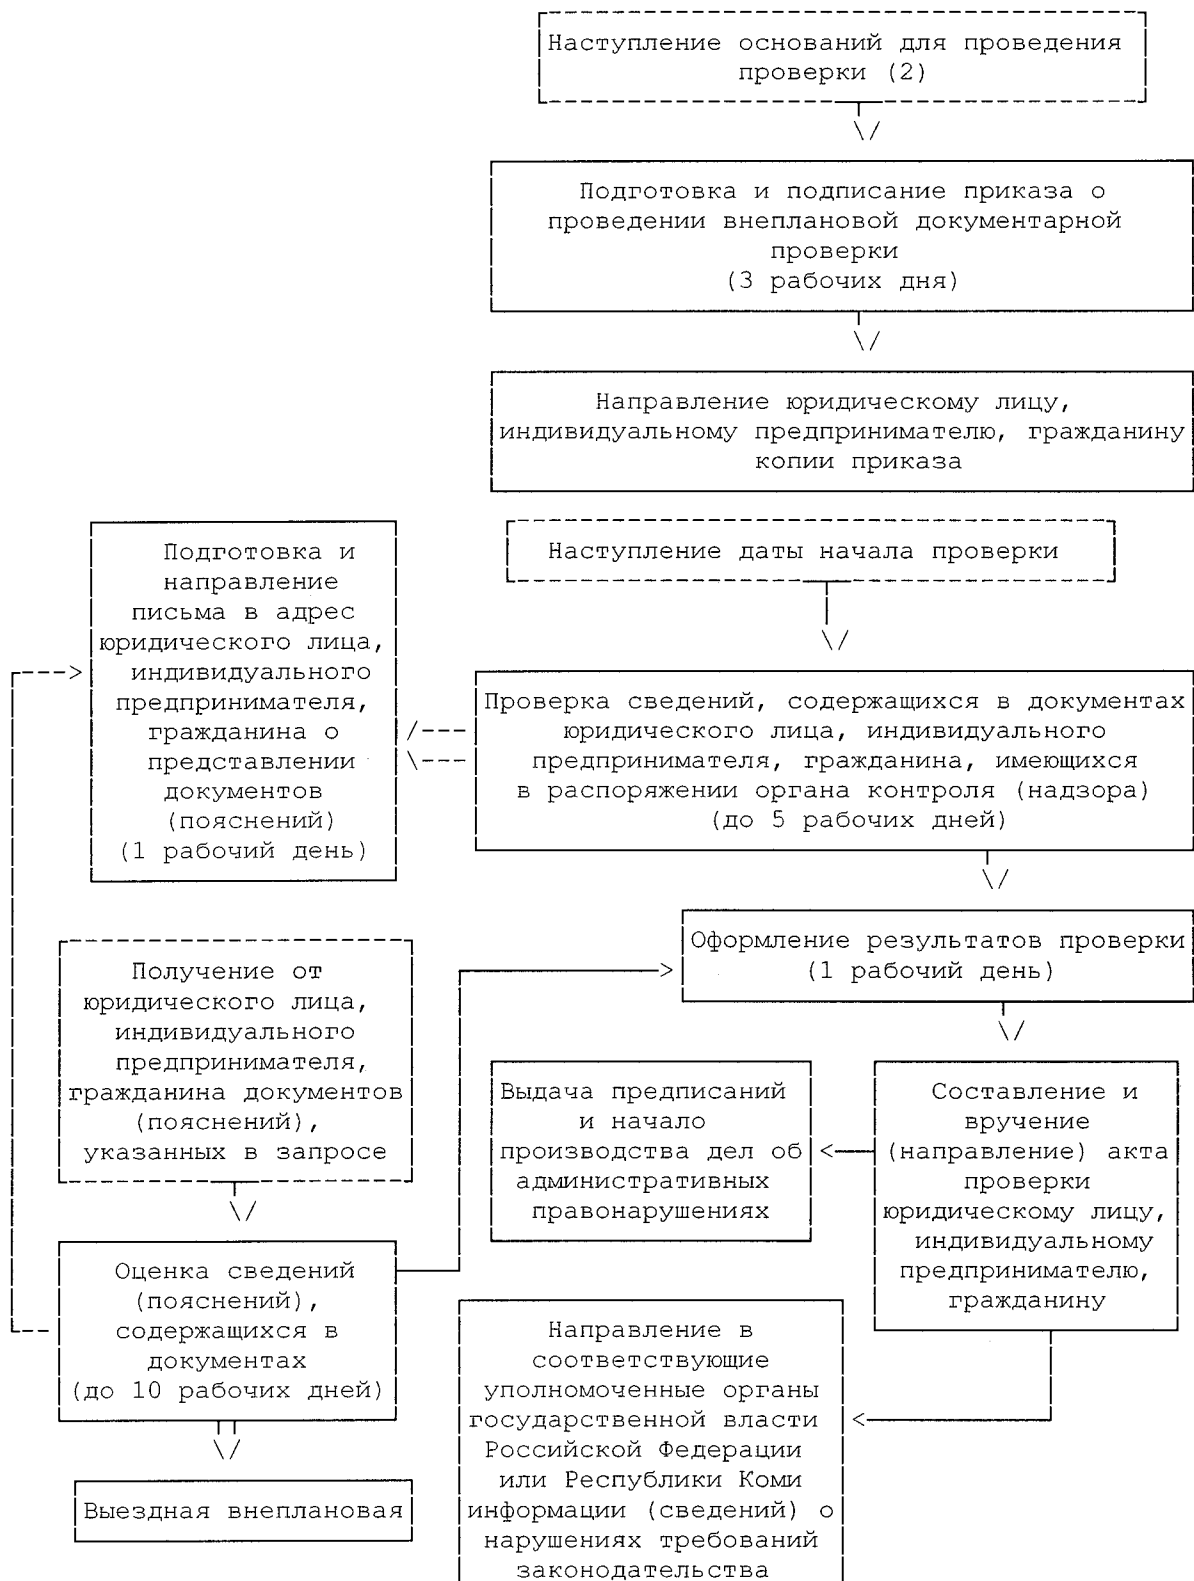 Наступление оснований для проведения
проверки (2)
Подготовка и подписание приказа о
проведении внеплановой документарной
проверки
(3 рабочих дня)
Направление юридическому лицу,
индивидуальному предпринимателю, гражданину
копии приказа
Наступление даты начала проверки
Подготовка и
направление
письма в адрес
юридического лица,
индивидуального
предпринимателя,
гражданина о
представлении
документов
(пояснений)
(1 рабочий день)
Проверка сведений, содержащихся в документах
юридического лица, индивидуального
предпринимателя, гражданина, имеющихся
в распоряжении органа контроля (надзора)
(до 5 рабочих дней)
Оформление результатов проверки
(1 рабочий день)
Получение от
юридического лица,
индивидуального
предпринимателя,
гражданина документов
(пояснений),
указанных в запросе
Выдача предписаний
и начало
производства дел об
административных
правонарушениях
Составление и
вручение
(направление) акта
проверки
юридическому лицу,
индивидуальному
предпринимателю,
гражданину
Оценка сведений
(пояснений),
содержащихся в
документах
(до 10 рабочих дней)
Направление в
соответствующие
уполномоченные органы
государственной власти
Российской Федерации
или Республики Коми
информации (сведений) о
нарушениях требований
законодательства
Выездная внеплановая